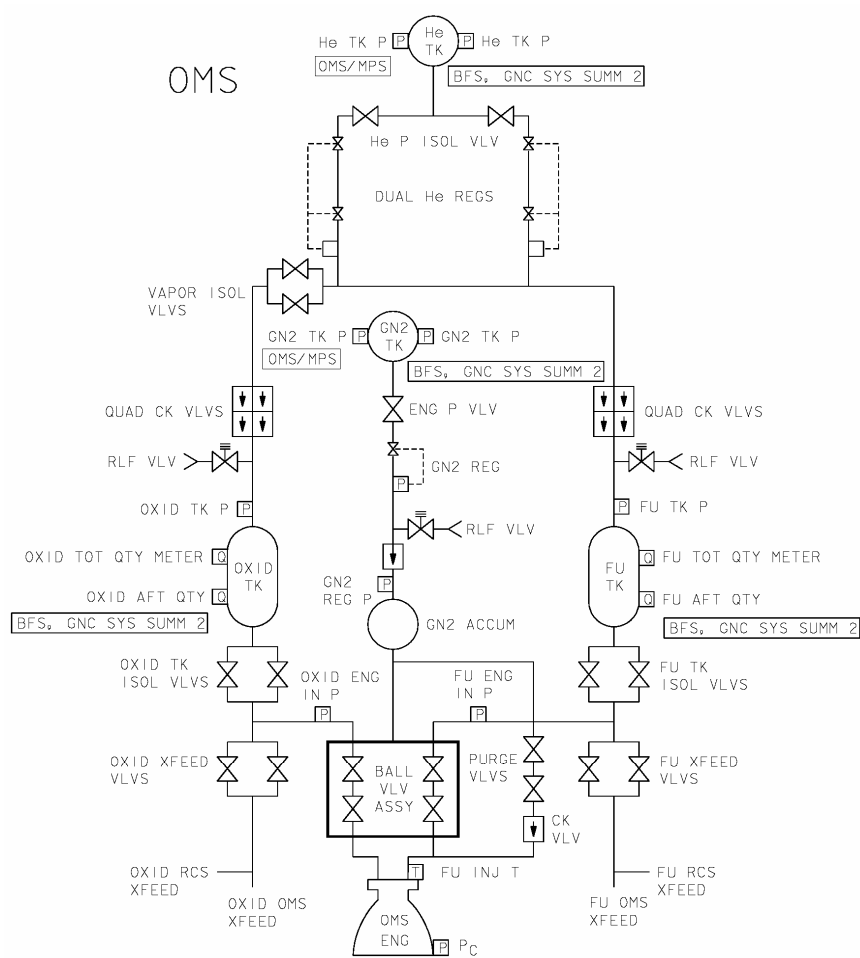 OMS
He TK P
P
He
TK
P
He TK P
OMS/MPS
BFS, GNC SYS SUMM 2
He P ISOL VLV
DUAL He REGS
VAPOR ISOL
VLVS
GN2 TK P
P
GN2
TK
P
GN2 TK P
OMS/MPS
BFS, GNC SYS SUMM 2
QUAD CK VLVS
ENG P VLV
QUAD CK VLVS
RLF VLV
GN2 REG
P
RLF VLV
OXID TK P
P
RLF VLV
P
FU TK P
OXID TOT QTY METER
Q
OXID
TK
OXID AFT QTY
Q
BFS, GNC SYS SUMM 2
GN2
REG P
P
GN2 ACCUM
FU
TK
Q
FU TOT QTY METER
Q
FU AFT QTY
BFS, GNC SYS SUMM 2
OXID TK
ISOL VLVS
OXID ENG
IN P
P
FU ENG
IN P
P
FU TK
ISOL VLVS
OXID XFEED
VLVS
BALL
VLV
ASSY
PURGE
VLVS
FU XFEED
VLVS
CK
VLV
OXID RCS
XFEED
OXID OMS
XFEED
T
FU INJ T
FU RCS
XFEED
FU OMS
XFEED
OMS
ENG
P
PC